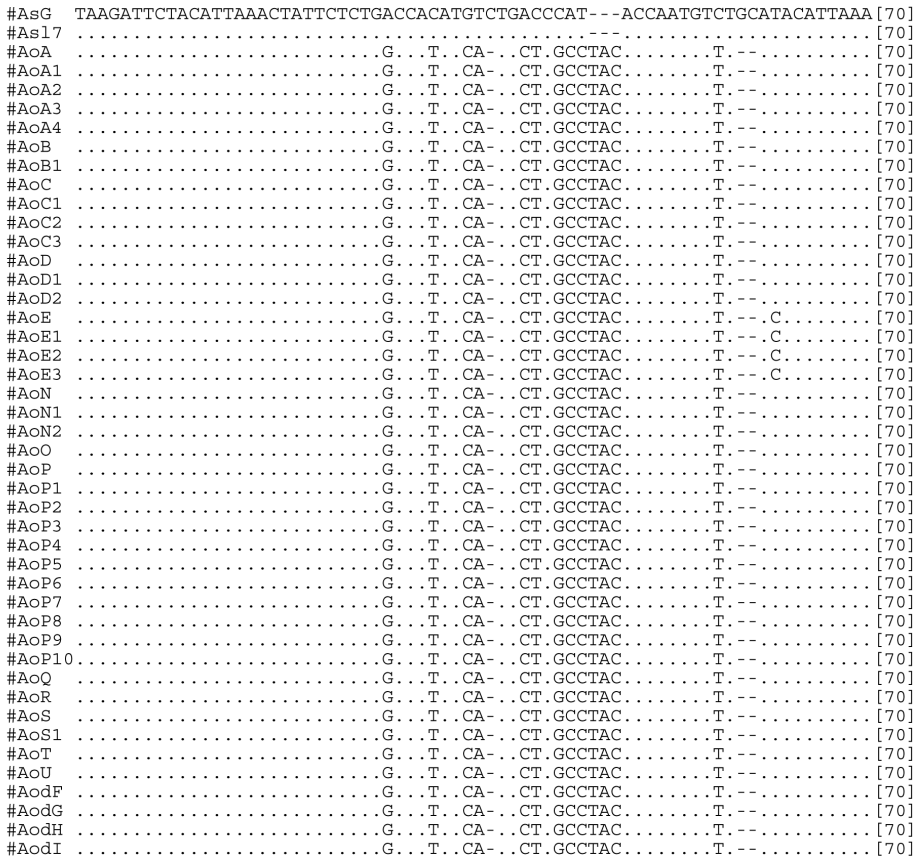 #AsG TAAGATTCTACATTAAACTATTCTCTGACCACATGTCTGACCCAT---ACCAATGTCTGCATACATTAAA[70]
#Asl7 .............................................---......................[70]
#AoA ...........................G...T..CA-..CT.GCCTAC........T.--..........[70]
#AoA1 ...........................G...T..CA-..CT.GCCTAC........T.--..........[70]
#AoA2 ...........................G...T..CA-..CT.GCCTAC........T.--..........[70]
#AoA3 ...........................G...T..CA-..CT.GCCTAC........T.--..........[70]
#AoA4 ...........................G...T..CA-..CT.GCCTAC........T.--..........[70]
#AoB ...........................G...T..CA-..CT.GCCTAC........T.--..........[70]
#AoB1 ...........................G...T..CA-..CT.GCCTAC........T.--..........[70]
#AoC ...........................G...T..CA-..CT.GCCTAC........T.--..........[70]
#AoC1 ...........................G...T..CA-..CT.GCCTAC........T.--..........[70]
#AoC2 ...........................G...T..CA-..CT.GCCTAC........T.--..........[70]
#AoC3 ...........................G...T..CA-..CT.GCCTAC........T.--..........[70]
#AoD ...........................G...T..CA-..CT.GCCTAC........T.--..........[70]
#AoD1 ...........................G...T..CA-..CT.GCCTAC........T.--..........[70]
#AoD2 ...........................G...T..CA-..CT.GCCTAC........T.--..........[70]
#AoE ...........................G...T..CA-..CT.GCCTAC........T.--.C........[70]
#AoE1 ...........................G...T..CA-..CT.GCCTAC........T.--.C........[70]
#AoE2 ...........................G...T..CA-..CT.GCCTAC........T.--.C........[70]
#AoE3 ...........................G...T..CA-..CT.GCCTAC........T.--.C........[70]
#AoN ...........................G...T..CA-..CT.GCCTAC........T.--..........[70]
#AoN1 ...........................G...T..CA-..CT.GCCTAC........T.--..........[70]
#AoN2 ...........................G...T..CA-..CT.GCCTAC........T.--..........[70]
#AoO ...........................G...T..CA-..CT.GCCTAC........T.--..........[70]
#AoP ...........................G...T..CA-..CT.GCCTAC........T.--..........[70]
#AoP1 ...........................G...T..CA-..CT.GCCTAC........T.--..........[70]
#AoP2 ...........................G...T..CA-..CT.GCCTAC........T.--..........[70]
#AoP3 ...........................G...T..CA-..CT.GCCTAC........T.--..........[70]
#AoP4 ...........................G...T..CA-..CT.GCCTAC........T.--..........[70]
#AoP5 ...........................G...T..CA-..CT.GCCTAC........T.--..........[70]
#AoP6 ...........................G...T..CA-..CT.GCCTAC........T.--..........[70]
#AoP7 ...........................G...T..CA-..CT.GCCTAC........T.--..........[70]
#AoP8 ...........................G...T..CA-..CT.GCCTAC........T.--..........[70]
#AoP9 ...........................G...T..CA-..CT.GCCTAC........T.--..........[70]
#AoP10...........................G...T..CA-..CT.GCCTAC........T.--..........[70]
#AoQ ...........................G...T..CA-..CT.GCCTAC........T.--..........[70]
#AoR ...........................G...T..CA-..CT.GCCTAC........T.--..........[70]
#AoS ...........................G...T..CA-..CT.GCCTAC........T.--..........[70]
#AoS1 ...........................G...T..CA-..CT.GCCTAC........T.--..........[70]
#AoT ...........................G...T..CA-..CT.GCCTAC........T.--..........[70]
#AoU ...........................G...T..CA-..CT.GCCTAC........T.--..........[70]
#AodF ...........................G...T..CA-..CT.GCCTAC........T.--..........[70]
#AodG ...........................G...T..CA-..CT.GCCTAC........T.--..........[70]
#AodH ...........................G...T..CA-..CT.GCCTAC........T.--..........[70]
#AodI ...........................G...T..CA-..CT.GCCTAC........T.--..........[70]